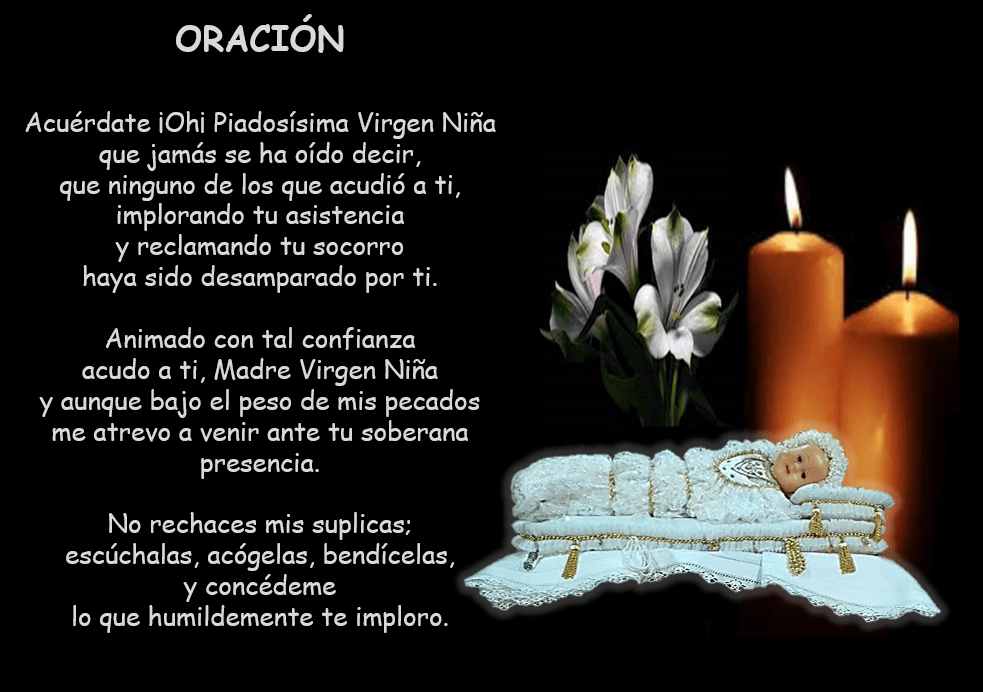 ORACIÓN
Acuérdate ¡Oh¡ Piadosísima Virgen Niña
que jamás se ha oído decir,
que ninguno de los que acudió a ti,
implorando tu asistencia
y reclamando tu socorro
haya sido desamparado por ti.
Animado con tal confianza
acudo a ti, Madre Virgen Niña
y aunque bajo el peso de mis pecados
me atrevo a venir ante tu soberana
presencia.
No rechaces mis suplicas;
escúchalas, acógelas, bendícelas,
y concédeme
lo que humildemente te imploro.